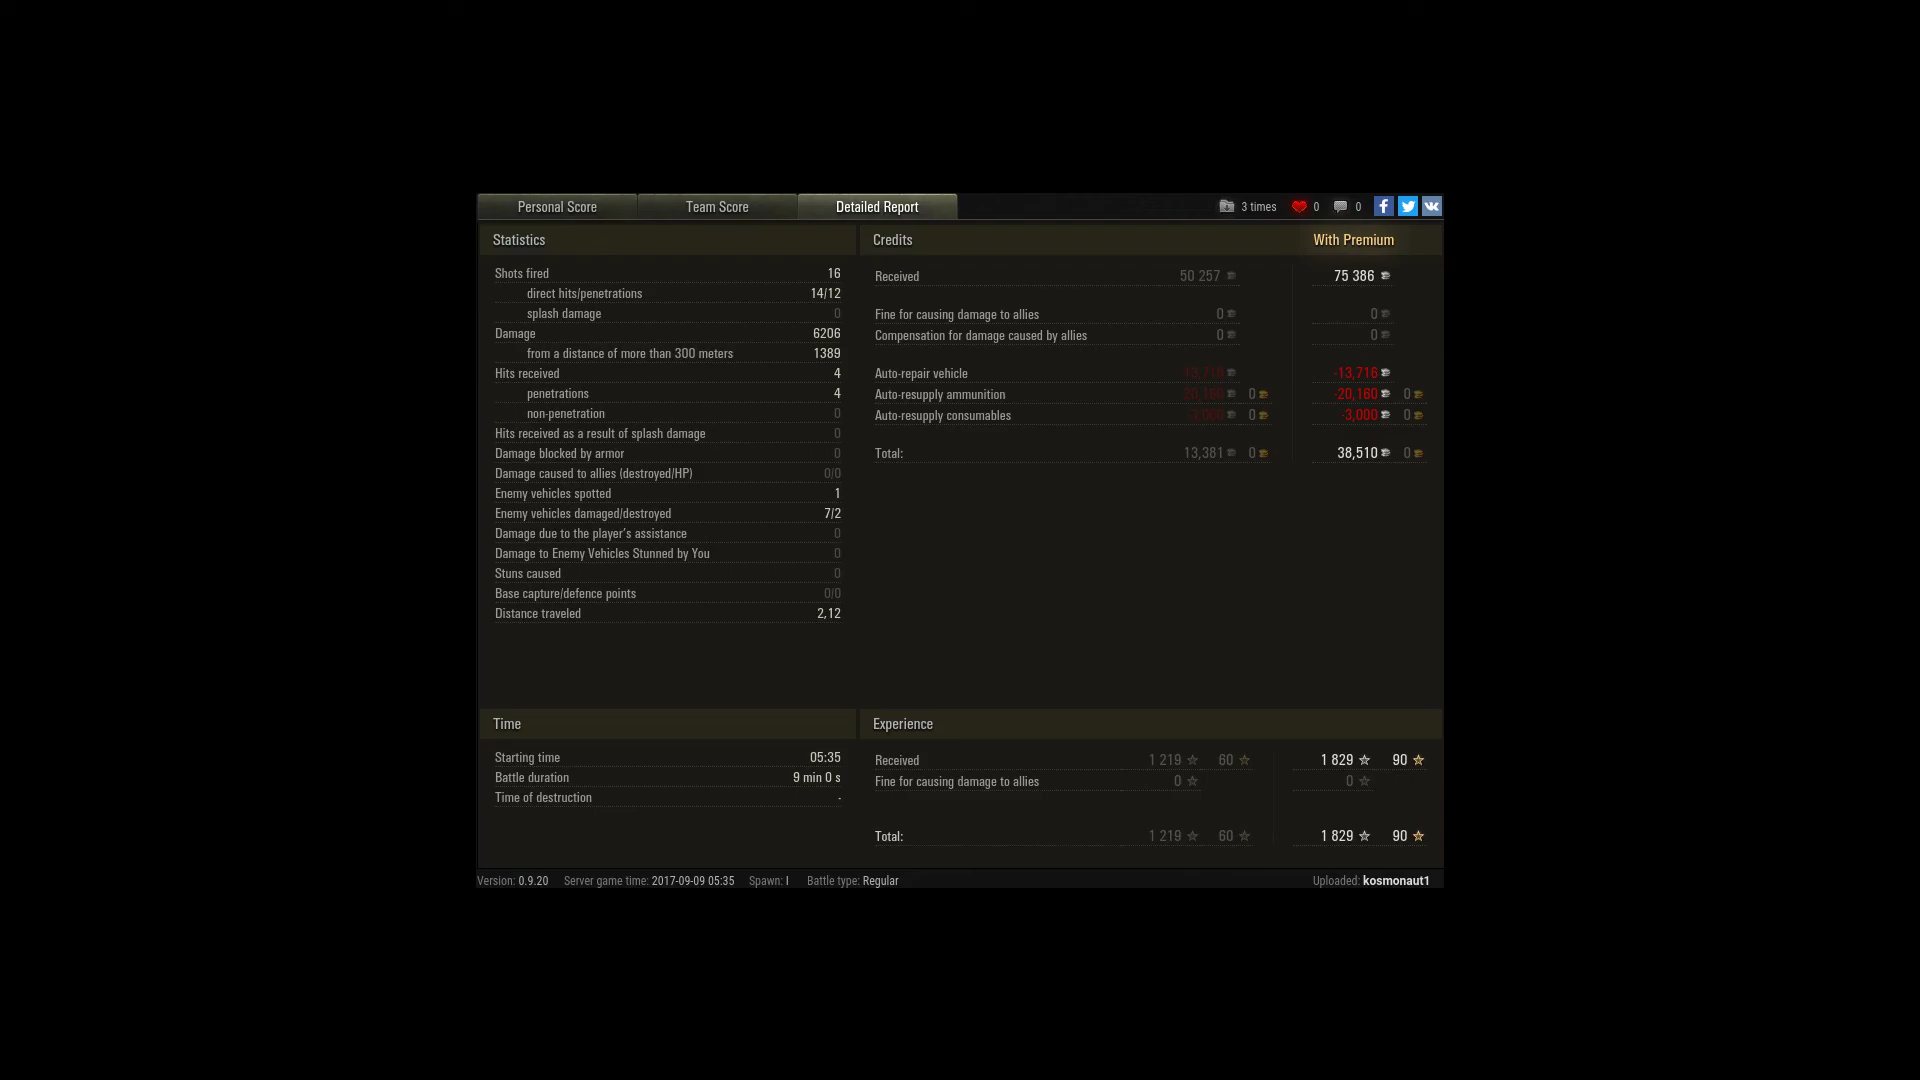 Personal Score Team Score Detailed Report 3 times 0 0
Statistics
Shots fired 16
direct hits/penetrations 14/12
splash damage 0
Damage 6206
from a distance of more than 300 meters 1389
Hits received 4
penetrations 4
non-penetration 0
Hits received as a result of splash damage 0
Damage blocked by armor 0
Damage caused to allies (destroyed/HP) 0/0
Enemy vehicles spotted 1
Enemy vehicles damaged/destroyed 7/2
Damage due to the player's assistance 0
Damage to Enemy Vehicles Stunned by You 0
Stuns caused 0
Base capture/defence points 0/0
Distance traveled 2,12
Credits With Premium
Received 50 257 75 386
Fine for causing damage to allies 0 0
Compensation for damage caused by allies 0 0
Auto-repair vehicle -13,716 -13,716
Auto-resupply ammunition -20,160 0 -20,160 0
Auto-resupply consumables -3,000 0 -3,000 0
Total: 13,381 0 38,510 0
Time
Starting time 05:35
Battle duration 9 min 0 s
Time of destruction -
Experience
Received 1 219 60 1 829 90
Fine for causing damage to allies 0 0
Total: 1 219 60 1 829 90
Version: 0.9.20 Server game time: 2017-09-09 05:35 Spawn: I Battle type: Regular Uploaded: kosmonaut1